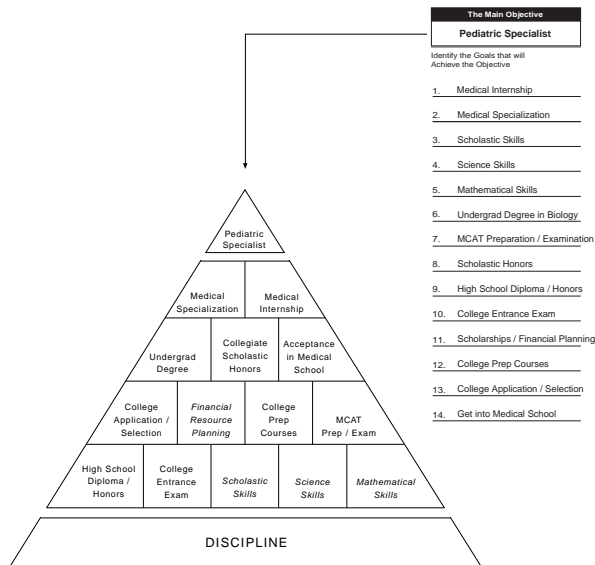 The Main Objective
Pediatric Specialist
Identify the Goals that will
Achieve the Objective
1. Medical Internship
2. Medical Specialization
3. Scholastic Skills
4. Science Skills
5. Mathematical Skills
6. Undergrad Degree in Biology
7. MCAT Preparation / Examination
8. Scholastic Honors
9. High School Diploma / Honors
10. College Entrance Exam
11. Scholarships / Financial Planning
12. College Prep Courses
13. College Application / Selection
14. Get into Medical School
Pediatric
Specialist
Medical
Specialization
Medical
Internship
Undergrad
Degree
Collegiate
Scholastic
Honors
Acceptance
in Medical
School
College
Application /
Selection
Financial
Resource
Planning
College
Prep
Courses
MCAT
Prep / Exam
High School
Diploma /
Honors
College
Entrance
Exam
Scholastic
Skills
Science
Skills
Mathematical
Skills
DISCIPLINE